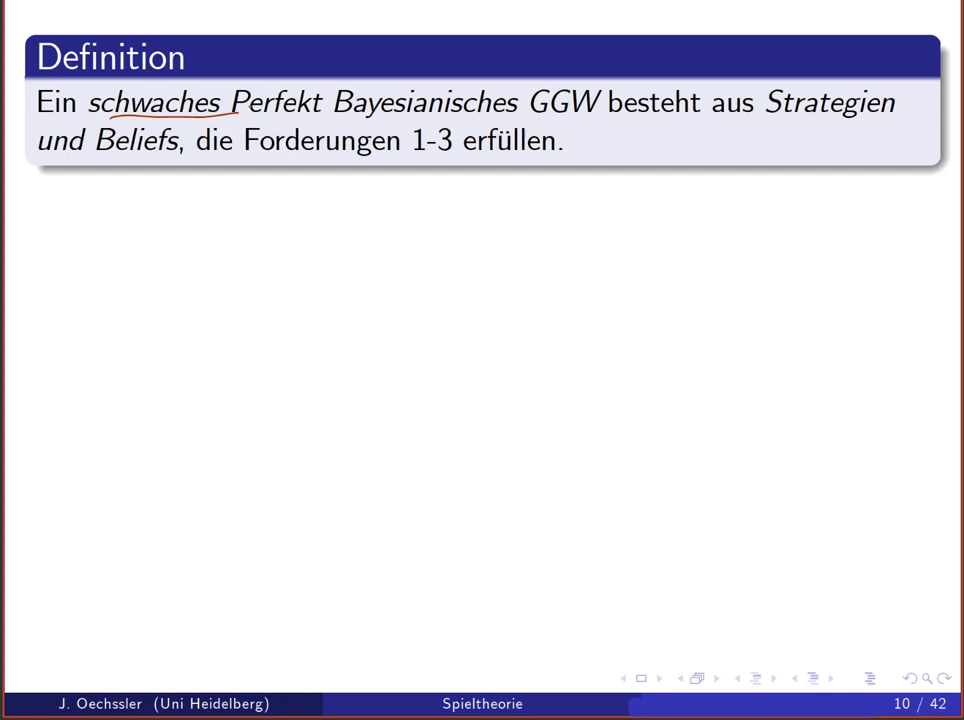 Definition
Ein schwaches Perfekt Bayesianisches GGW besteht aus Strategien
und Beliefs, die Forderungen 1-3 erfüllen.
J. Oechssler (Uni Heidelberg) Spieltheorie 10 / 42